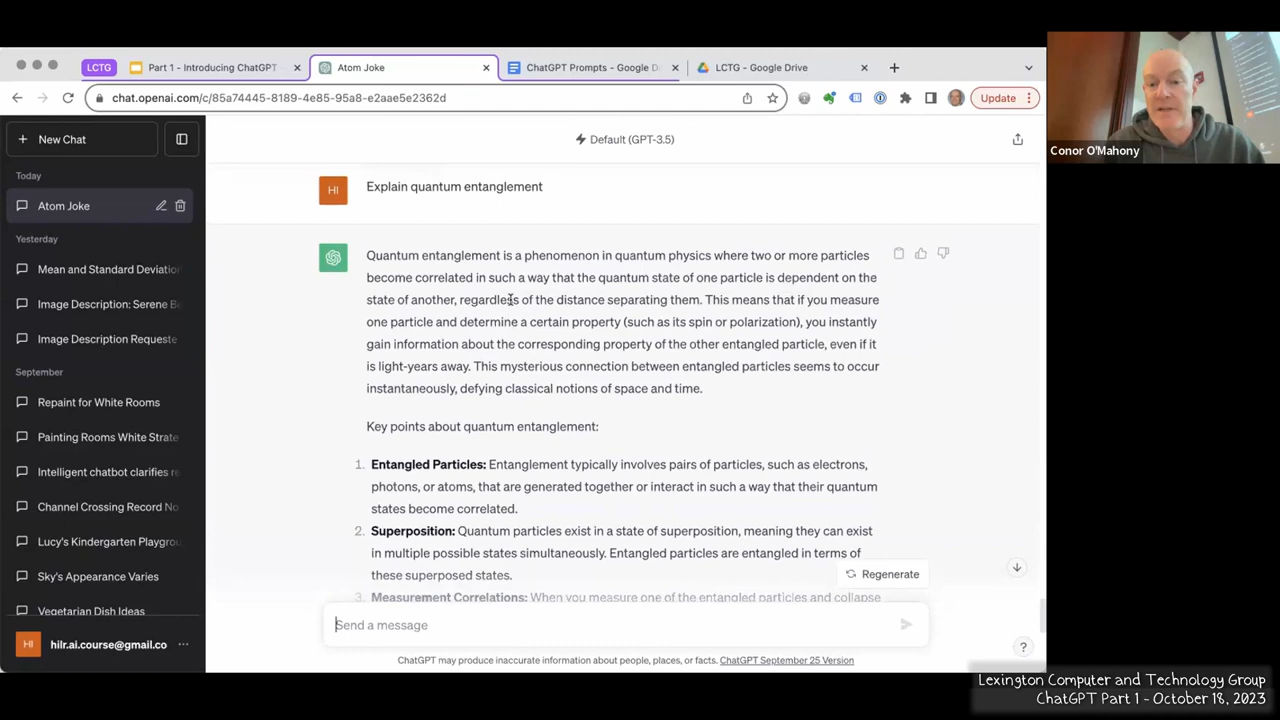 LCTG
Part 1 - Introducing ChatGPT
Atom Joke
ChatGPT Prompts - Google D
LCTG - Google Drive
chat.openai.com/c/85a74445-8189-4e85-95a8-e2aae5e2362d
Update
New Chat
Default (GPT-3.5)
Today
Atom Joke
Yesterday
Mean and Standard Deviation
Image Description: Serene Be
Image Description Requeste
September
Repaint for White Rooms
Painting Rooms White Strate
Intelligent chatbot clarifies re
Channel Crossing Record No
Lucy's Kindergarten Playgrou
Sky's Appearance Varies
Vegetarian Dish Ideas
HI hilr.ai.course@gmail.co
HI Explain quantum entanglement
Quantum entanglement is a phenomenon in quantum physics where two or more particles
become correlated in such a way that the quantum state of one particle is dependent on the
state of another, regardless of the distance separating them. This means that if you measure
one particle and determine a certain property (such as its spin or polarization), you instantly
gain information about the corresponding property of the other entangled particle, even if it
is light-years away. This mysterious connection between entangled particles seems to occur
instantaneously, defying classical notions of space and time.
Key points about quantum entanglement:
1. Entangled Particles: Entanglement typically involves pairs of particles, such as electrons,
photons, or atoms, that are generated together or interact in such a way that their quantum
states become correlated.
2. Superposition: Quantum particles exist in a state of superposition, meaning they can exist
in multiple possible states simultaneously. Entangled particles are entangled in terms of
these superposed states.
Regenerate
3. Measurement Correlations: When you measure one of the entangled particles and collapse
Send a message
ChatGPT may produce inaccurate information about people, places, or facts. ChatGPT September 25 Version
?
Conor O'Mahony
Lexington Computer and Technology Group
ChatGPT Part 1 - October 18, 2023